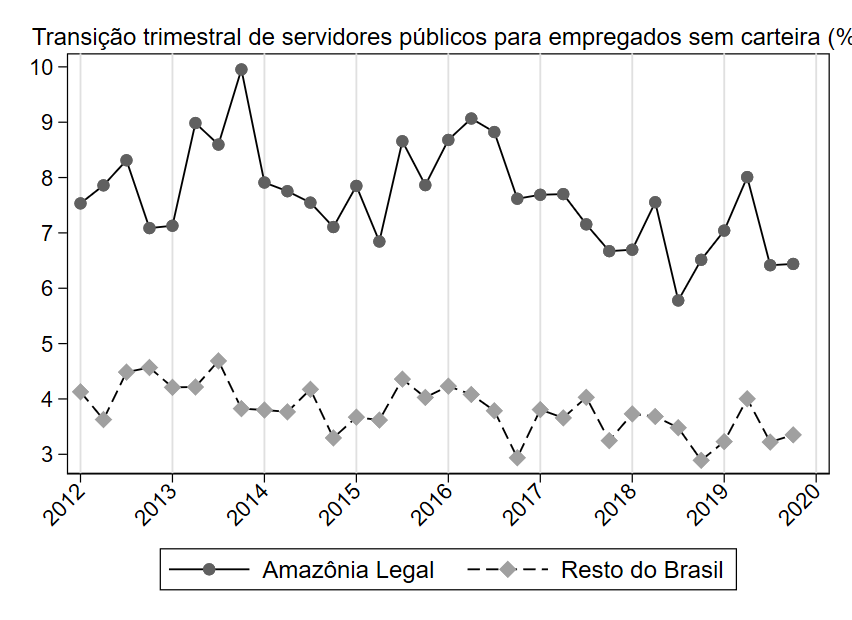 Transição trimestral de servidores públicos para empregados sem carteira (%
10
9
8
7
6
5
4
3
2012 2013 2014 2015 2016 2017 2018 2019 2020
Amazônia Legal Resto do Brasil